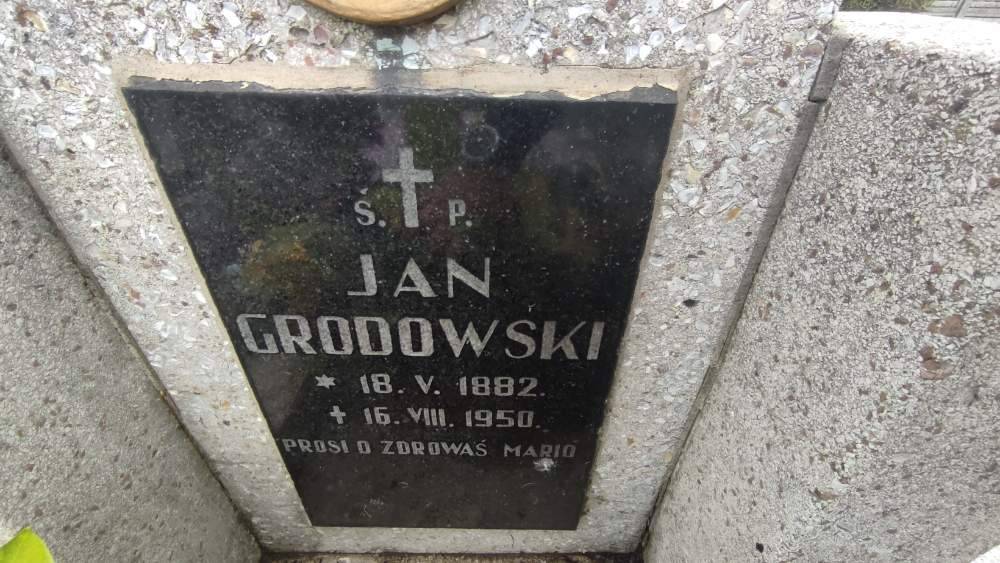 Ś. P.
JAN
GRODOWSKI
* 18. V. 1882.
✝ 16. VIII. 1950.
PROSI O ZDROWAŚ MARIO